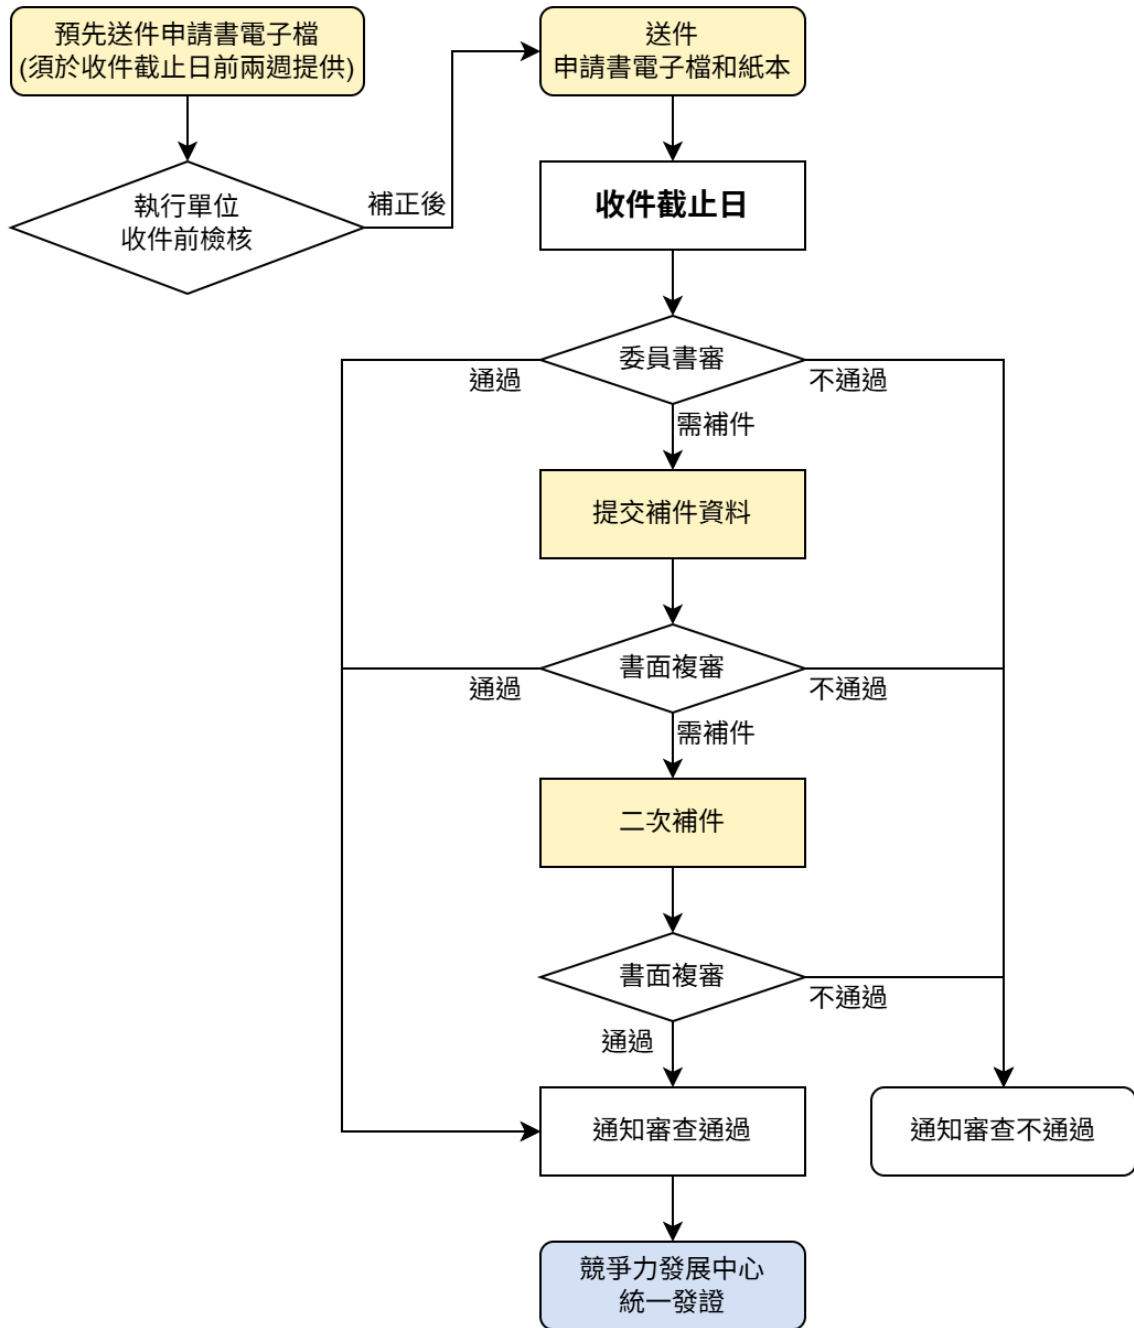 預先送件申請書電子檔
(須於收件截止日前兩週提供)
執行單位
收件前檢核
補正後
送件
申請書電子檔和紙本
收件截止日
委員書審
通過
不通過
需補件
提交補件資料
書面複審
通過
不通過
需補件
二次補件
書面複審
不通過
通過
通知審查通過
通知審查不通過
競爭力發展中心
統一發證